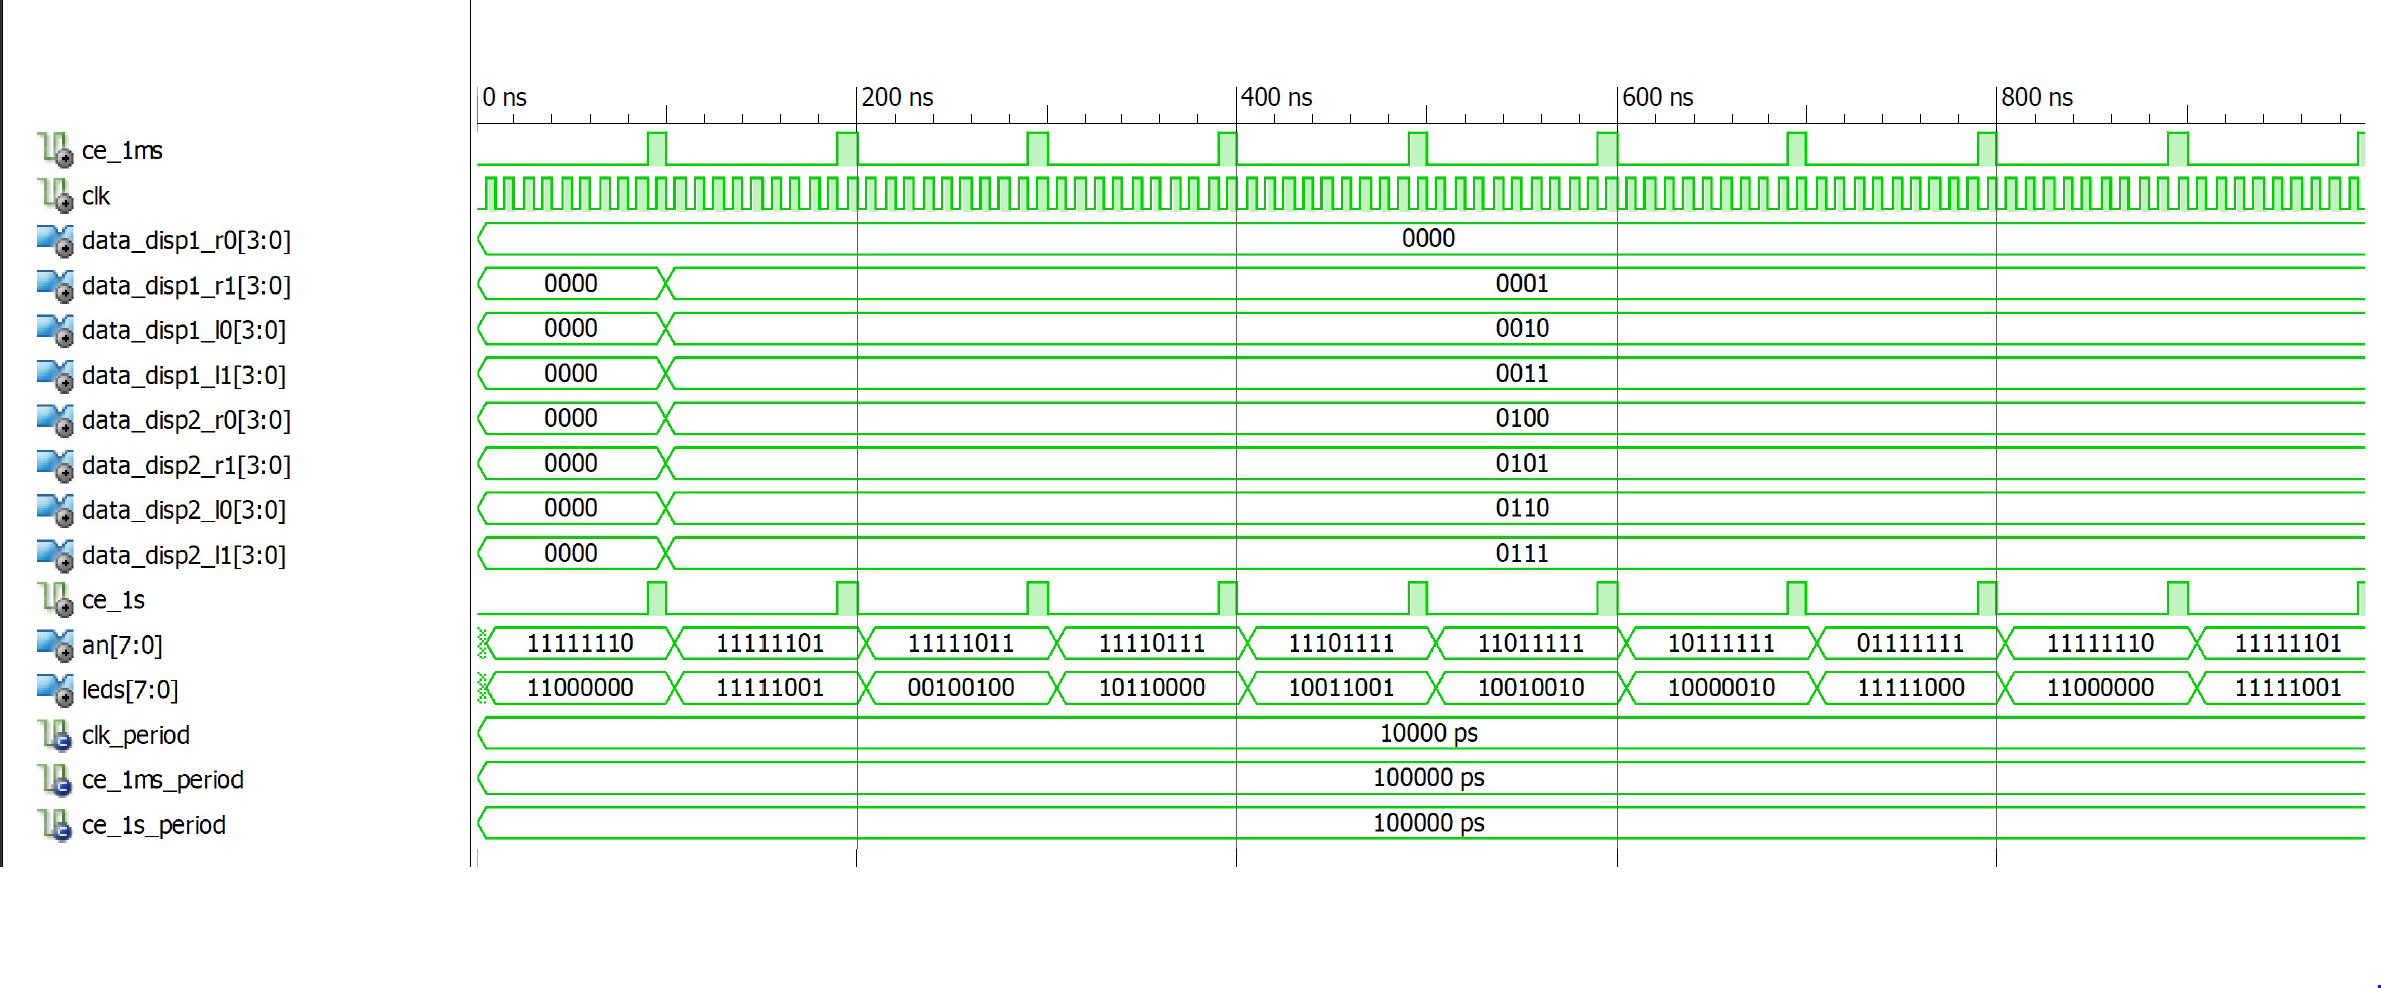 0 ns 200 ns 400 ns 600 ns 800 ns
ce_1ms
clk
data_disp1_r0[3:0] 0000
data_disp1_r1[3:0] 0000 0001
data_disp1_l0[3:0] 0000 0010
data_disp1_l1[3:0] 0000 0011
data_disp2_r0[3:0] 0000 0100
data_disp2_r1[3:0] 0000 0101
data_disp2_l0[3:0] 0000 0110
data_disp2_l1[3:0] 0000 0111
ce_1s
an[7:0] 11111110 11111101 11111011 11110111 11101111 11011111 10111111 01111111 11111110 11111101
leds[7:0] 11000000 11111001 00100100 10110000 10011001 10010010 10000010 11111000 11000000 11111001
clk_period 10000 ps
ce_1ms_period 100000 ps
ce_1s_period 100000 ps